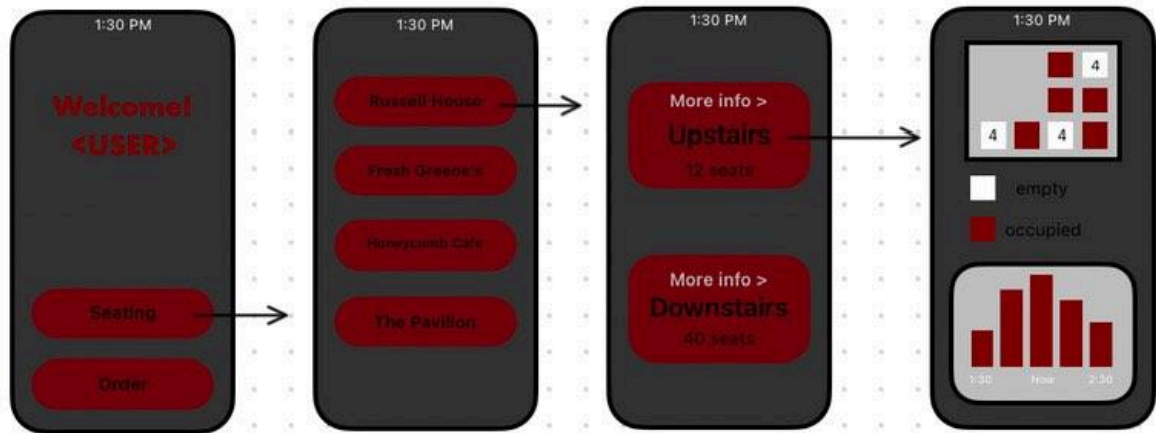 1:30 PM
Welcome!
<USER>
Seating
Order
1:30 PM
Russell House
Fresh Greene's
Honeycomb Cafe
The Pavilion
1:30 PM
More info >
Upstairs
12 seats
More info >
Downstairs
40 seats
1:30 PM
4
4
4
empty
occupied
1:30 Now 2:30